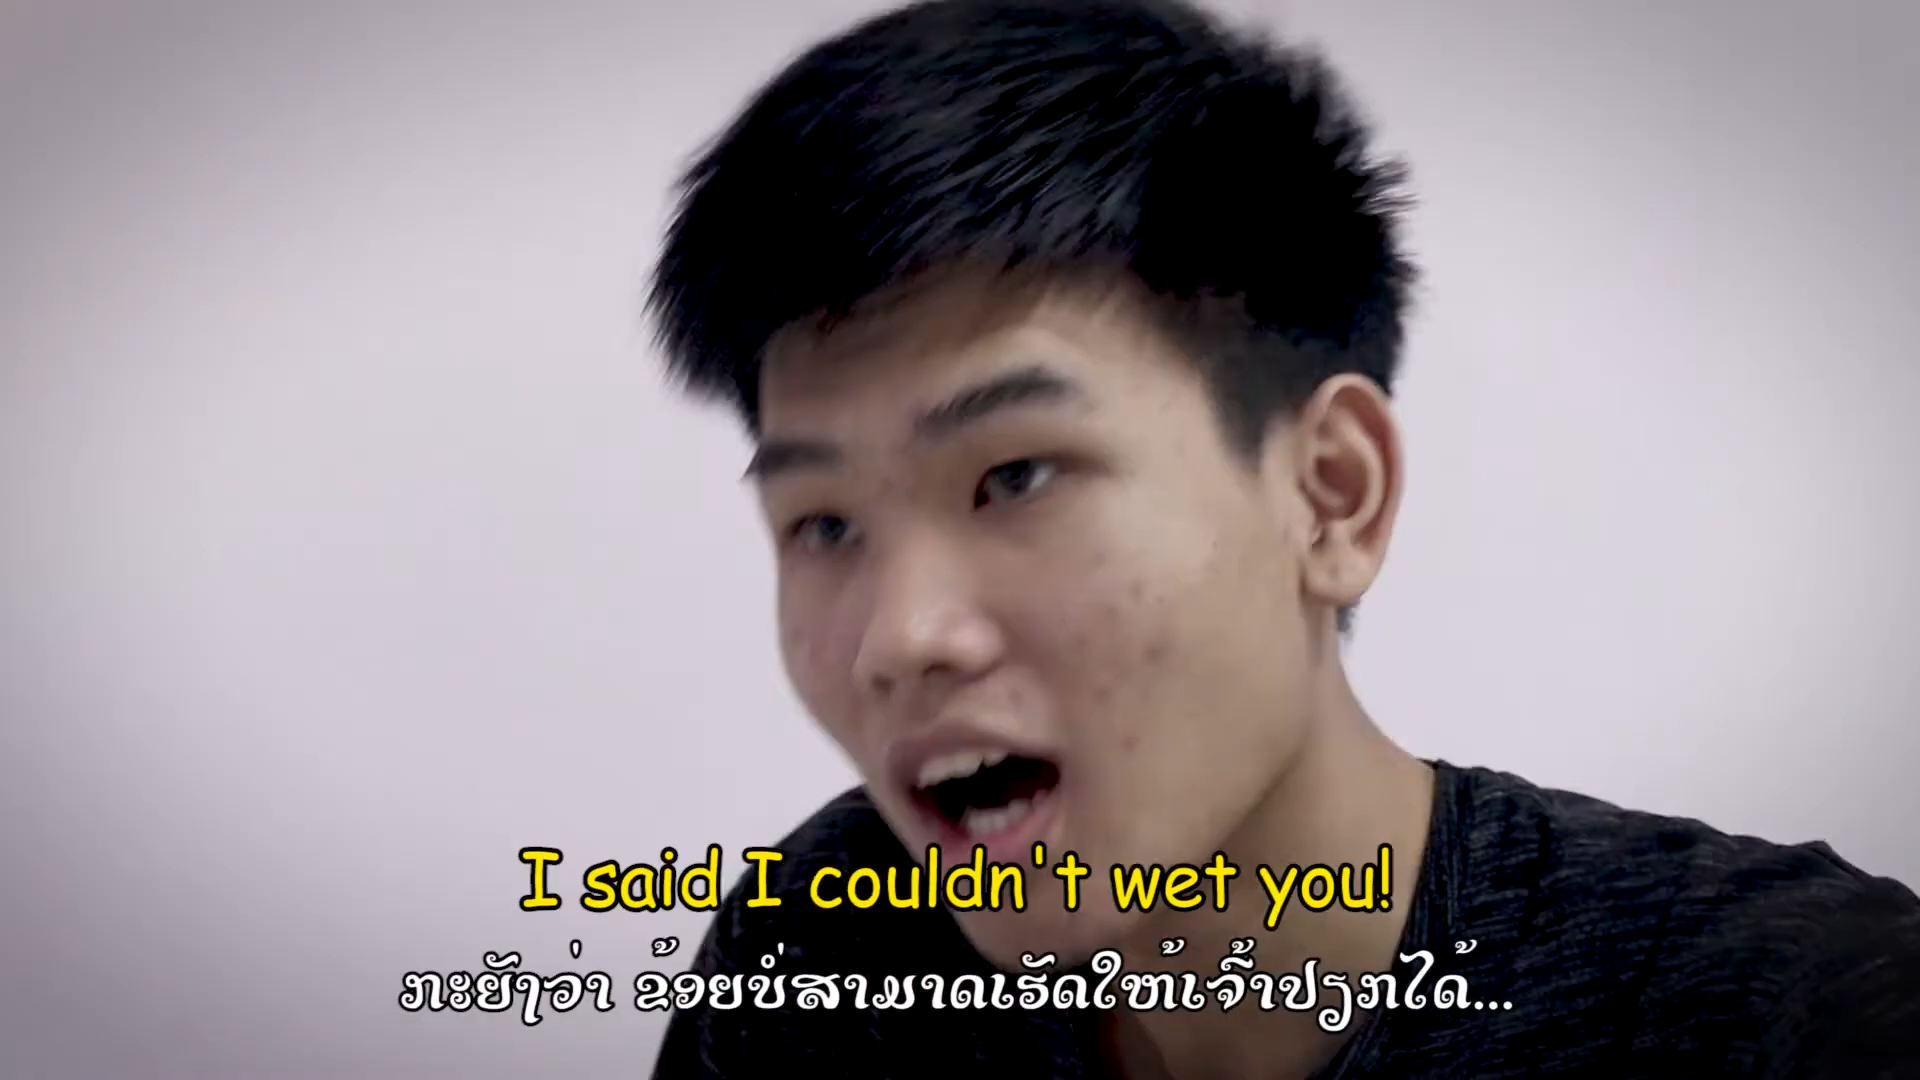 I said I couldn't wet you!
ກະຍັງວ່າ ຂ້ອຍບໍ່ສາມາດເຮັດໃຫ້ເຈົ້າປຽກໄດ້...